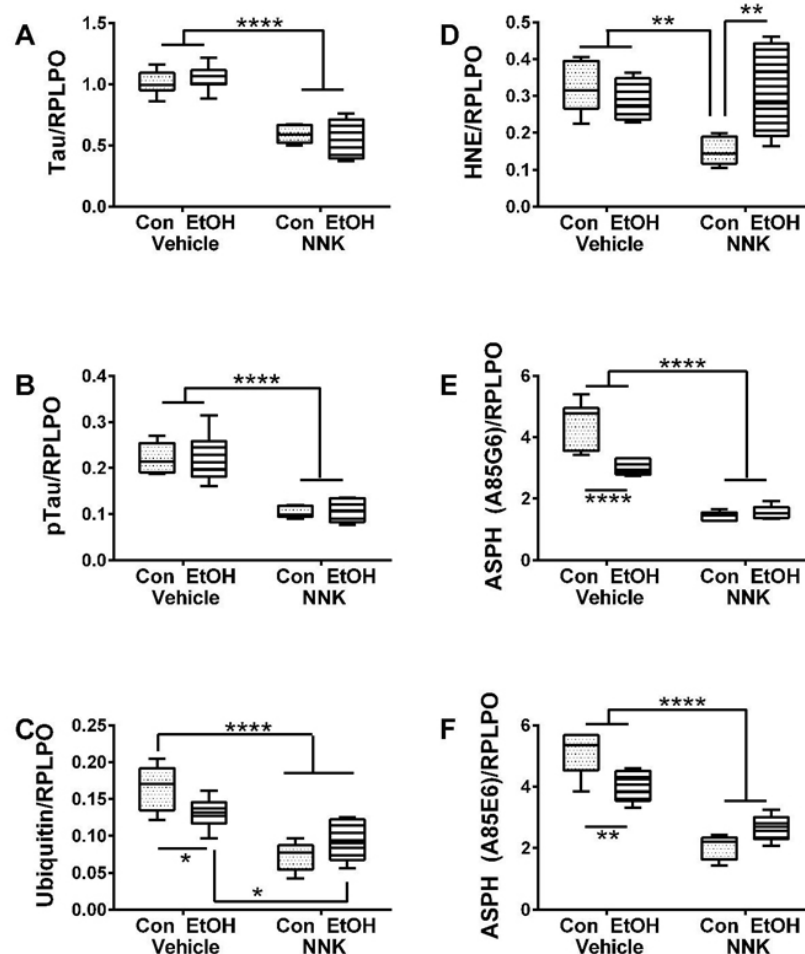 A
Tau/RPLPO
1.5
1.0
0.5
0.0
****
Con EtOH Con EtOH
Vehicle NNK
D
HNE/RPLPO
0.5
0.4
0.3
0.2
0.1
0.0
**
**
Con EtOH Con EtOH
Vehicle NNK
B
pTau/RPLPO
0.4
0.3
0.2
0.1
0.0
****
Con EtOH Con EtOH
Vehicle NNK
E
ASPH (A85G6)/RPLPO
6
4
2
0
****
****
Con EtOH Con EtOH
Vehicle NNK
C
Ubiquitin/RPLPO
0.25
0.20
0.15
0.10
0.05
0.00
****
*
*
Con EtOH Con EtOH
Vehicle NNK
F
ASPH (A85E6)/RPLPO
6
4
2
0
****
**
Con EtOH Con EtOH
Vehicle NNK